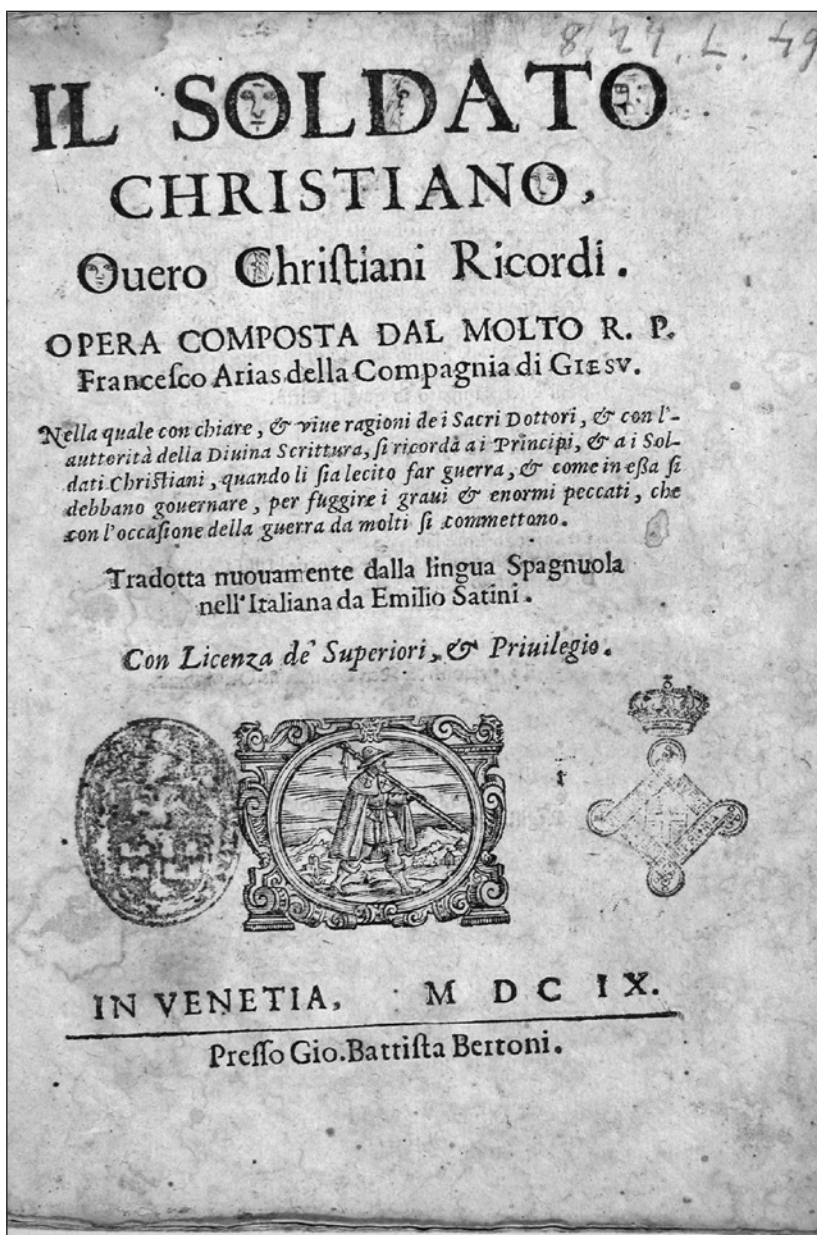 8. 24. L. 49
IL SOLDATO
CHRISTIANO,
Ouero Chriſtiani Ricordi.
OPERA COMPOSTA DAL MOLTO R. P.
Franceſco Arias della Compagnia di GIESV.
Nella quale con chiare, & viue ragioni de i Sacri Dottori, & con l'-
auttorità della Diuina Scrittura, ſi ricorda a i Principi, & a i Sol-
dati Chriſtiani, quando li ſia lecito far guerra, & come in eſſa ſi
debbano gouernare, per fuggire i graui & enormi peccati, che
con l'occaſione della guerra da molti ſi commettono.
Tradotta nuouamente dalla lingua Spagnuola
nell'Italiana da Emilio Satini.
Con Licenza de' Superiori, & Priuilegio.
IN VENETIA, M D C I X.
Preſſo Gio. Battiſta Bertoni.